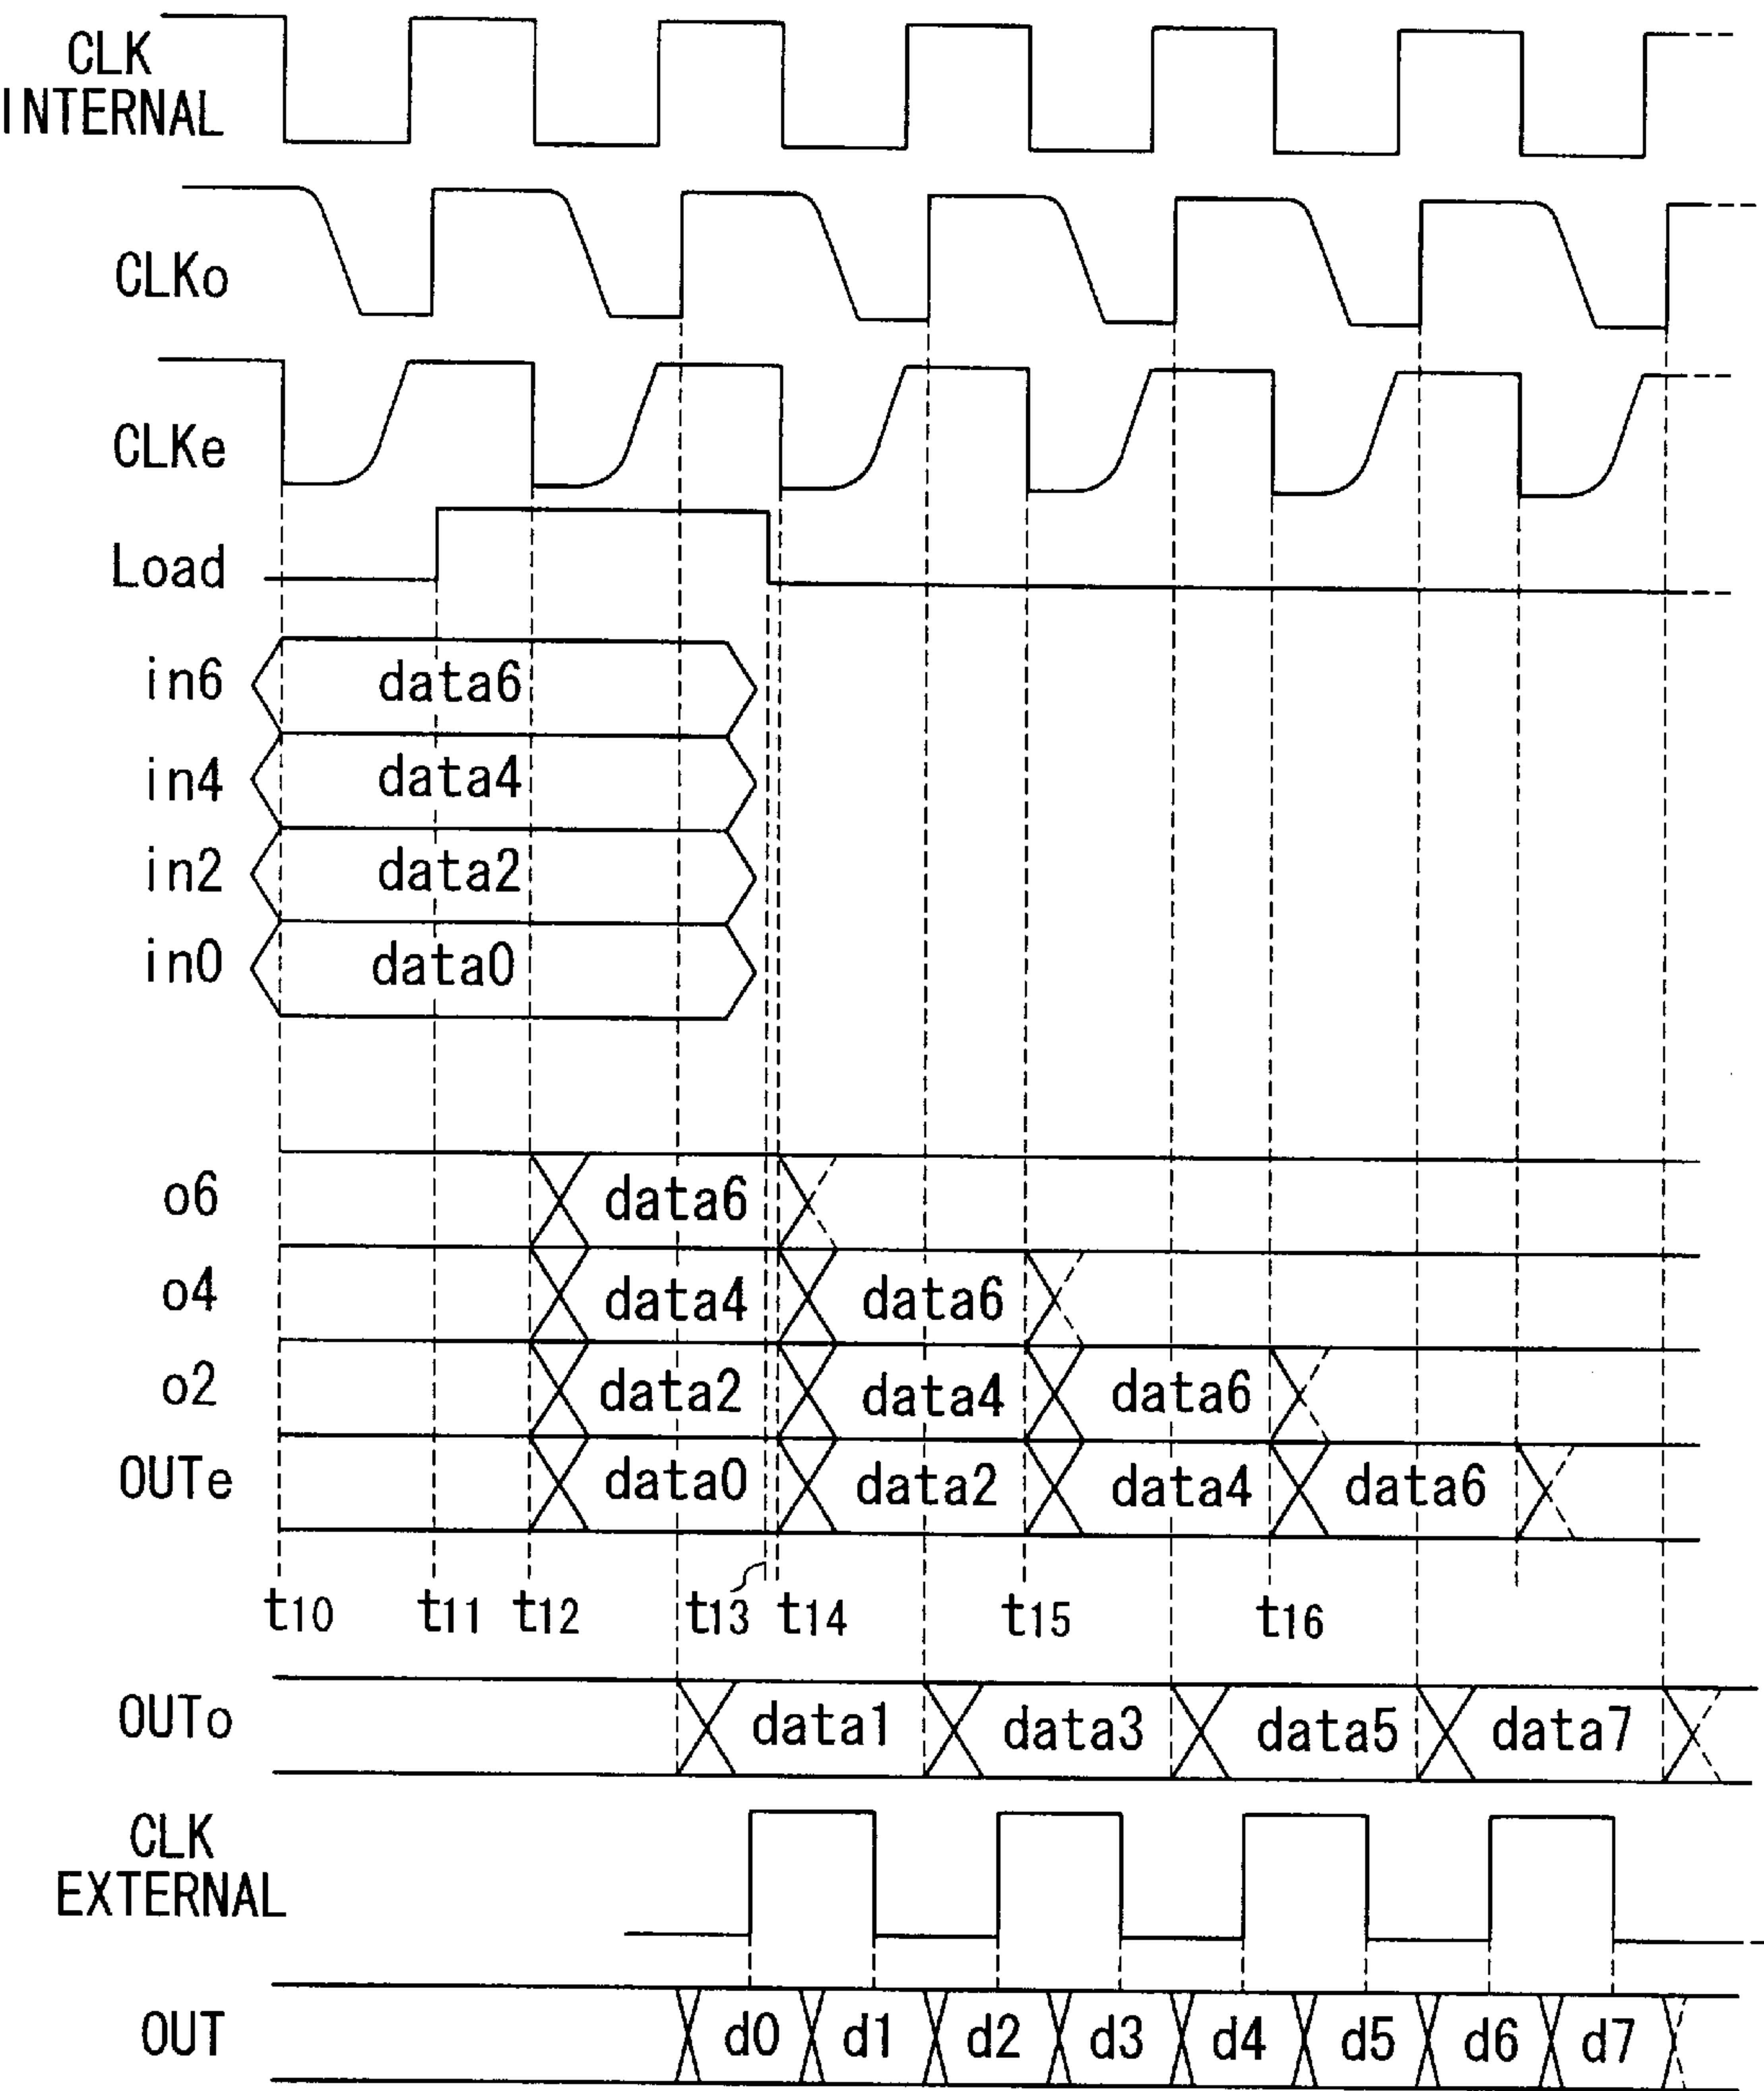 CLK
INTERNAL
CLKo
CLKe
Load
in6 data6
in4 data4
in2 data2
in0 data0
o6 data6
o4 data4 data6
o2 data2 data4 data6
OUTe data0 data2 data4 data6
t10 t11 t12 t13 t14 t15 t16
OUTo data1 data3 data5 data7
CLK
EXTERNAL
OUT d0 d1 d2 d3 d4 d5 d6 d7